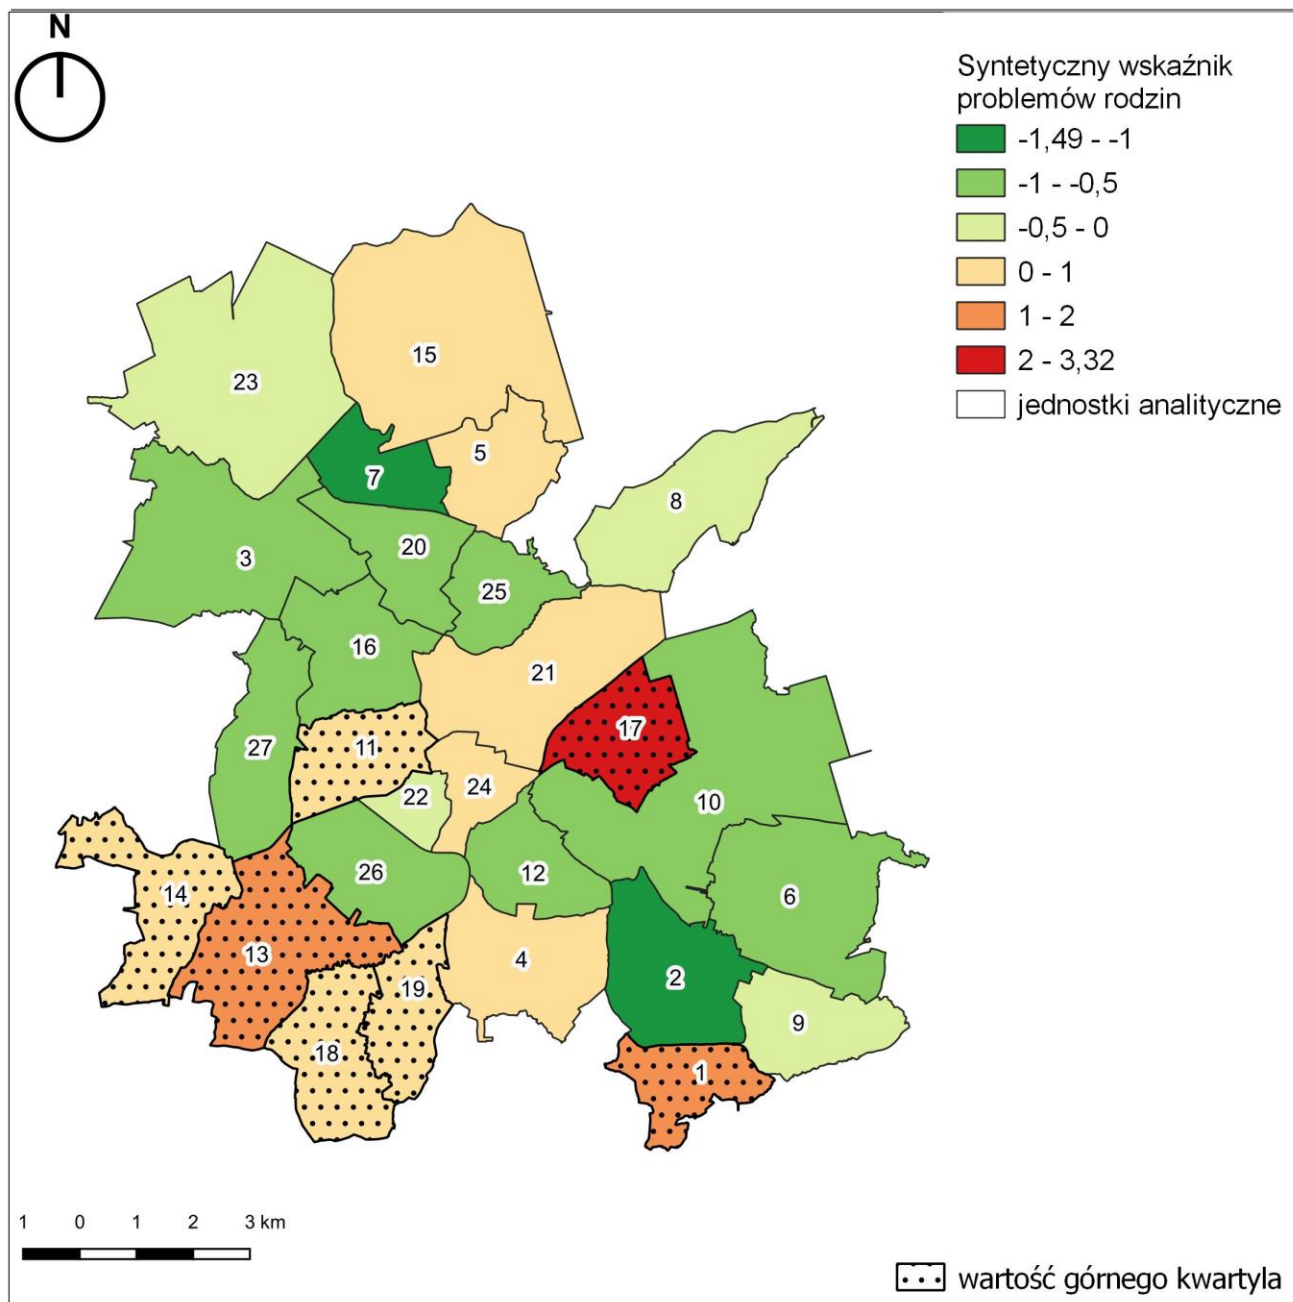 N
Syntetyczny wskaźnik
problemów rodzin
-1,49 - -1
-1 - -0,5
-0,5 - 0
0 - 1
1 - 2
2 - 3,32
jednostki analityczne
15
23
5
7
8
20
3
25
16
21
17
11
27
24
22
10
12
26
14
6
13
4
2
19
9
18
1
1 0 1 2 3 km
wartość górnego kwartyla